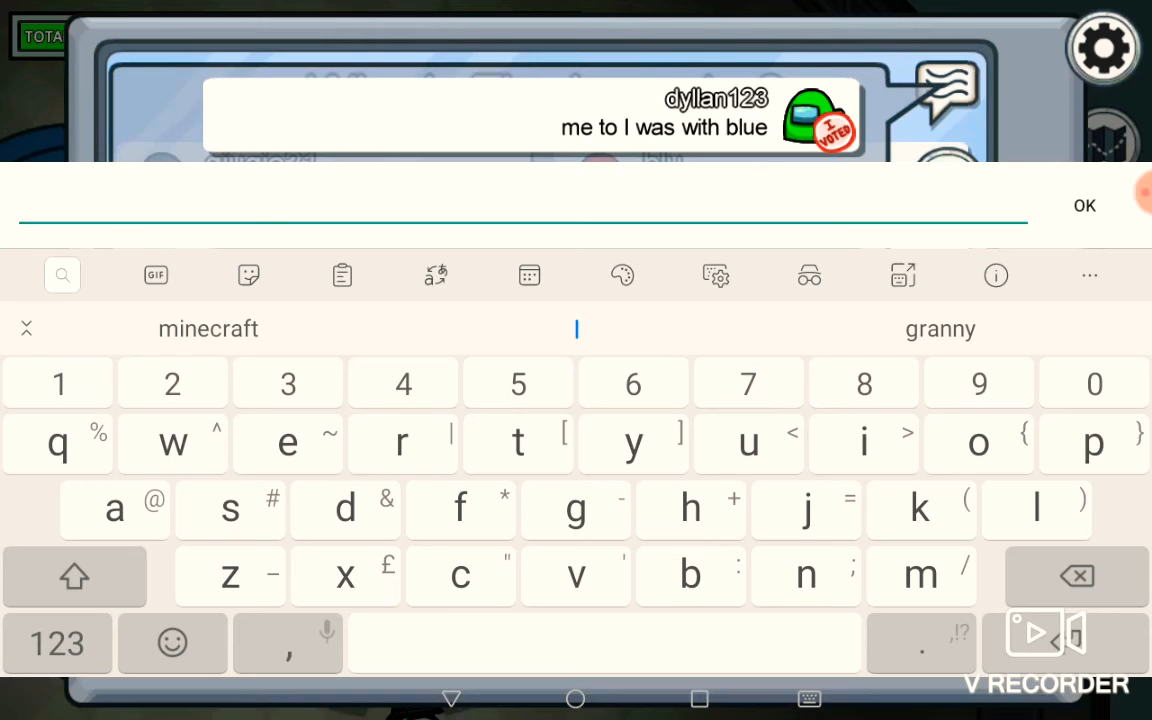 TOTA
dyllan123
me to I was with blue
I VOTED
OK
GIF
minecraft
granny
1 2 3 4 5 6 7 8 9 0
q % w ^ e ~ r | t [ y ] u < i > o { p }
a @ s # d & f * g - h + j = k ( l )
z _ x £ c " v ' b : n ; m /
123 , . ,!?
V RECORDER